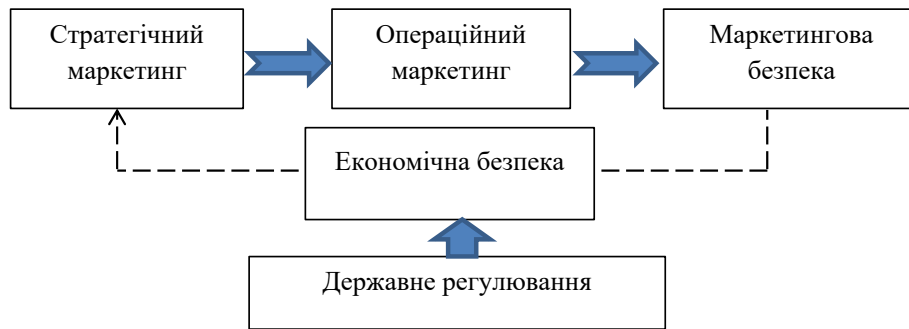 Стратегічний
маркетинг
Операційний
маркетинг
Маркетингова
безпека
Економічна безпека
Державне регулювання